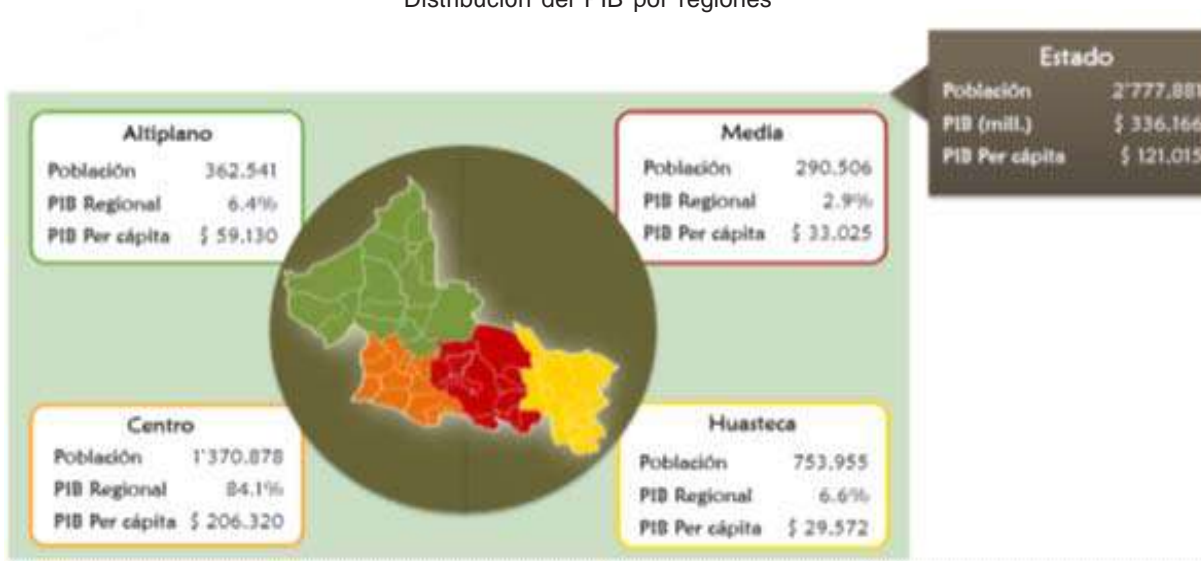 Distribución del PIB por regiones
Estado
Población 2'777,881
PIB (mill.) $ 336,166
PIB Per cápita $ 121,015
Altiplano
Población 362,541
PIB Regional 6.4%
PIB Per cápita $ 59,130
Media
Población 290,506
PIB Regional 2.9%
PIB Per cápita $ 33,025
Centro
Población 1'370,878
PIB Regional 84.1%
PIB Per cápita $ 206,320
Huasteca
Población 753,955
PIB Regional 6.6%
PIB Per cápita $ 29,572